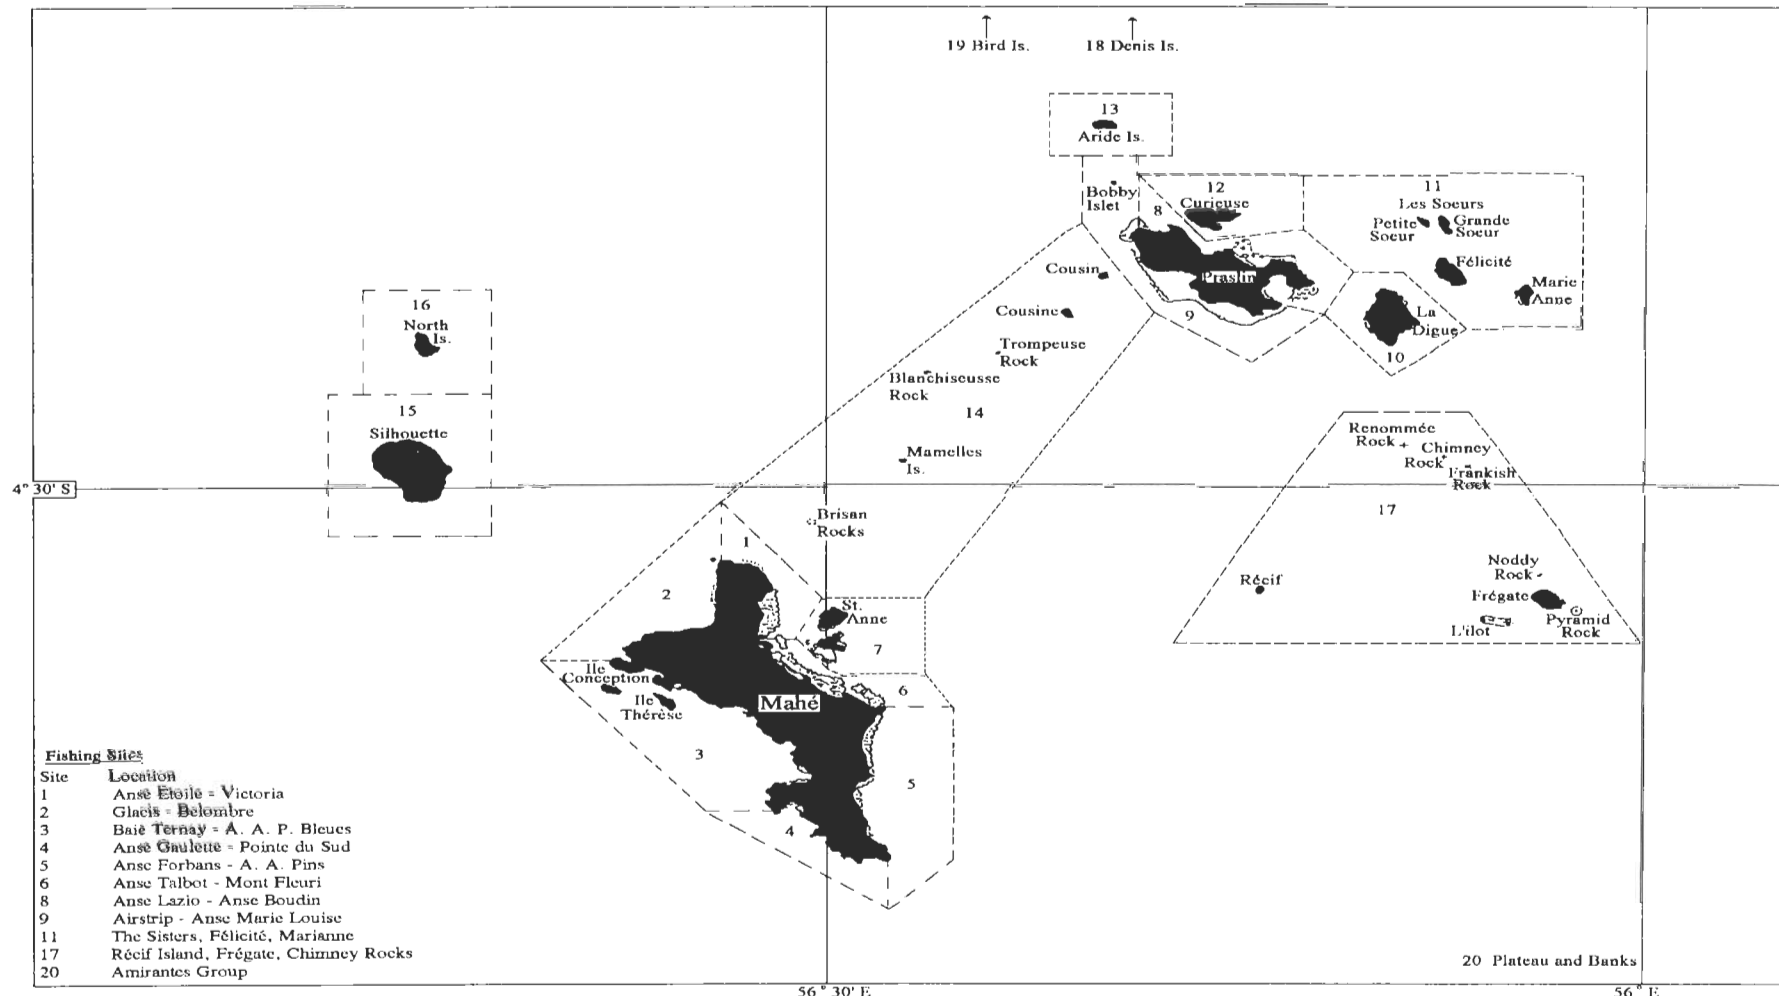 19 Bird Is.
18 Denis Is.
13
Aride Is.
Bobby
Islet
8
12
Curieuse
11
Les Soeurs
Petite
Soeur
Grande
Soeur
Félicité
Marie
Anne
Cousin
Praslin
Cousine
9
La
Digue
10
Trompeuse
Rock
Blanchiseusse
Rock
14
Mamelles
Is.
16
North
Is.
15
Silhouette
4° 30' S
Renommée
Rock
Chimney
Rock
Frankish
Rock
17
Noddy
Rock
Récif
Frégate
L'ilot
Pyramid
Rock
Brisan
Rocks
1
2
St.
Anne
7
6
Ile
Conception
Ile
Thérèse
Mahé
3
5
4
Fishing Sites
Site Location
1 Anse Etoile = Victoria
2 Glacis = Belombre
3 Baie Ternay = A. A. P. Bleues
4 Anse Gaulette = Pointe du Sud
5 Anse Forbans - A. A. Pins
6 Anse Talbot - Mont Fleuri
8 Anse Lazio - Anse Boudin
9 Airstrip - Anse Marie Louise
11 The Sisters, Félicité, Marianne
17 Récif Island, Frégate, Chimney Rocks
20 Amirantes Group
20 Plateau and Banks
56° 30' E
56° E